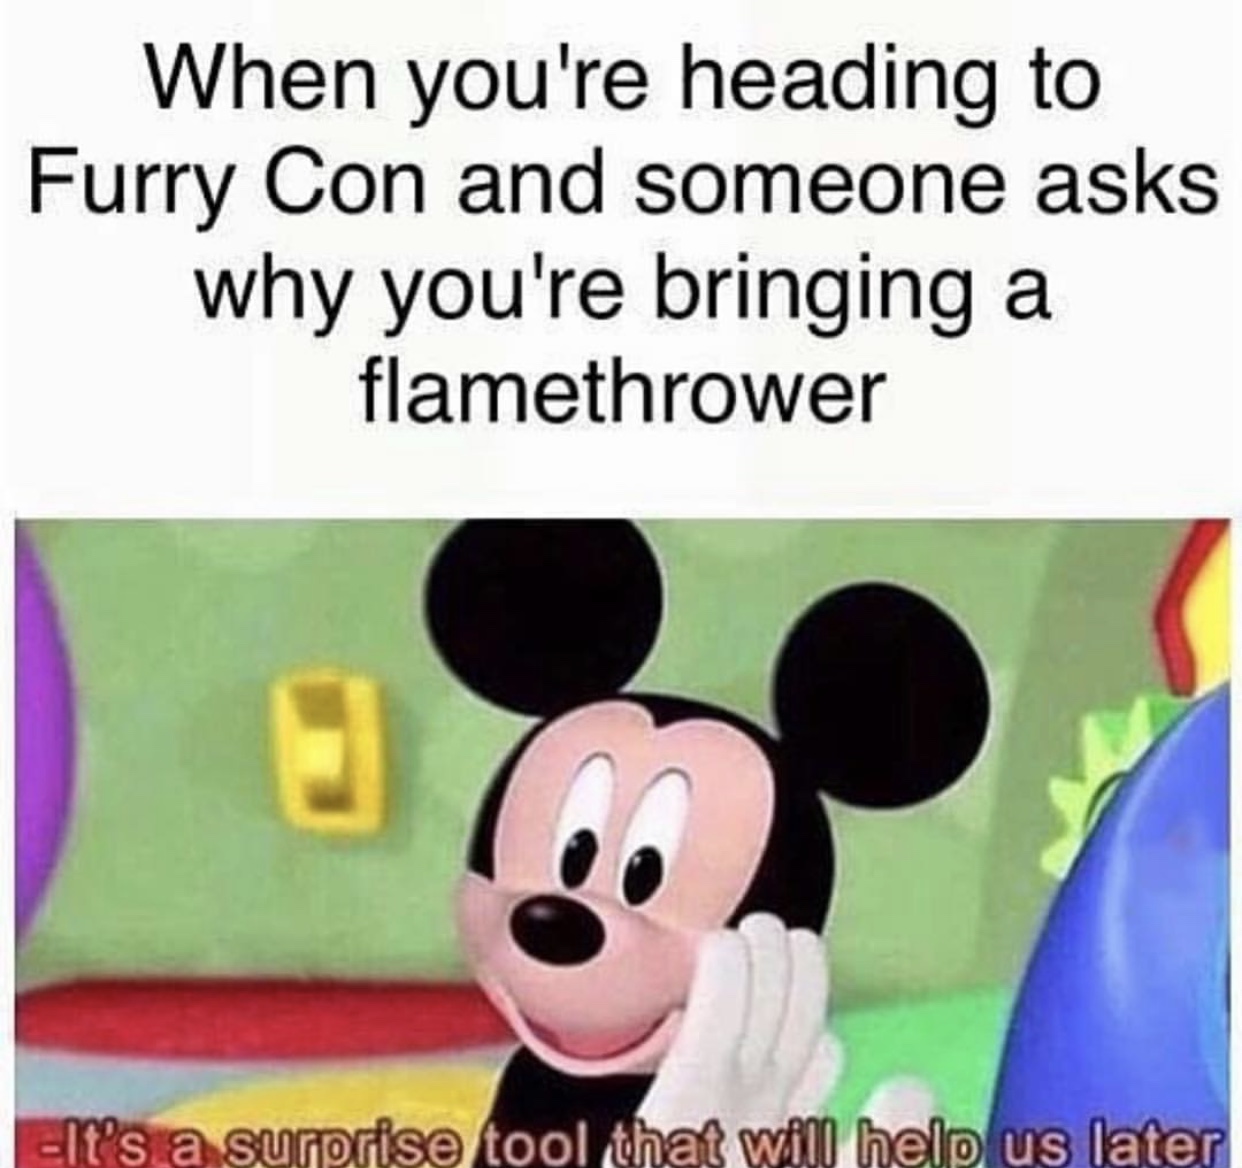 When you're heading to
Furry Con and someone asks
why you're bringing a
flamethrower
-It's a surprise tool that will help us later